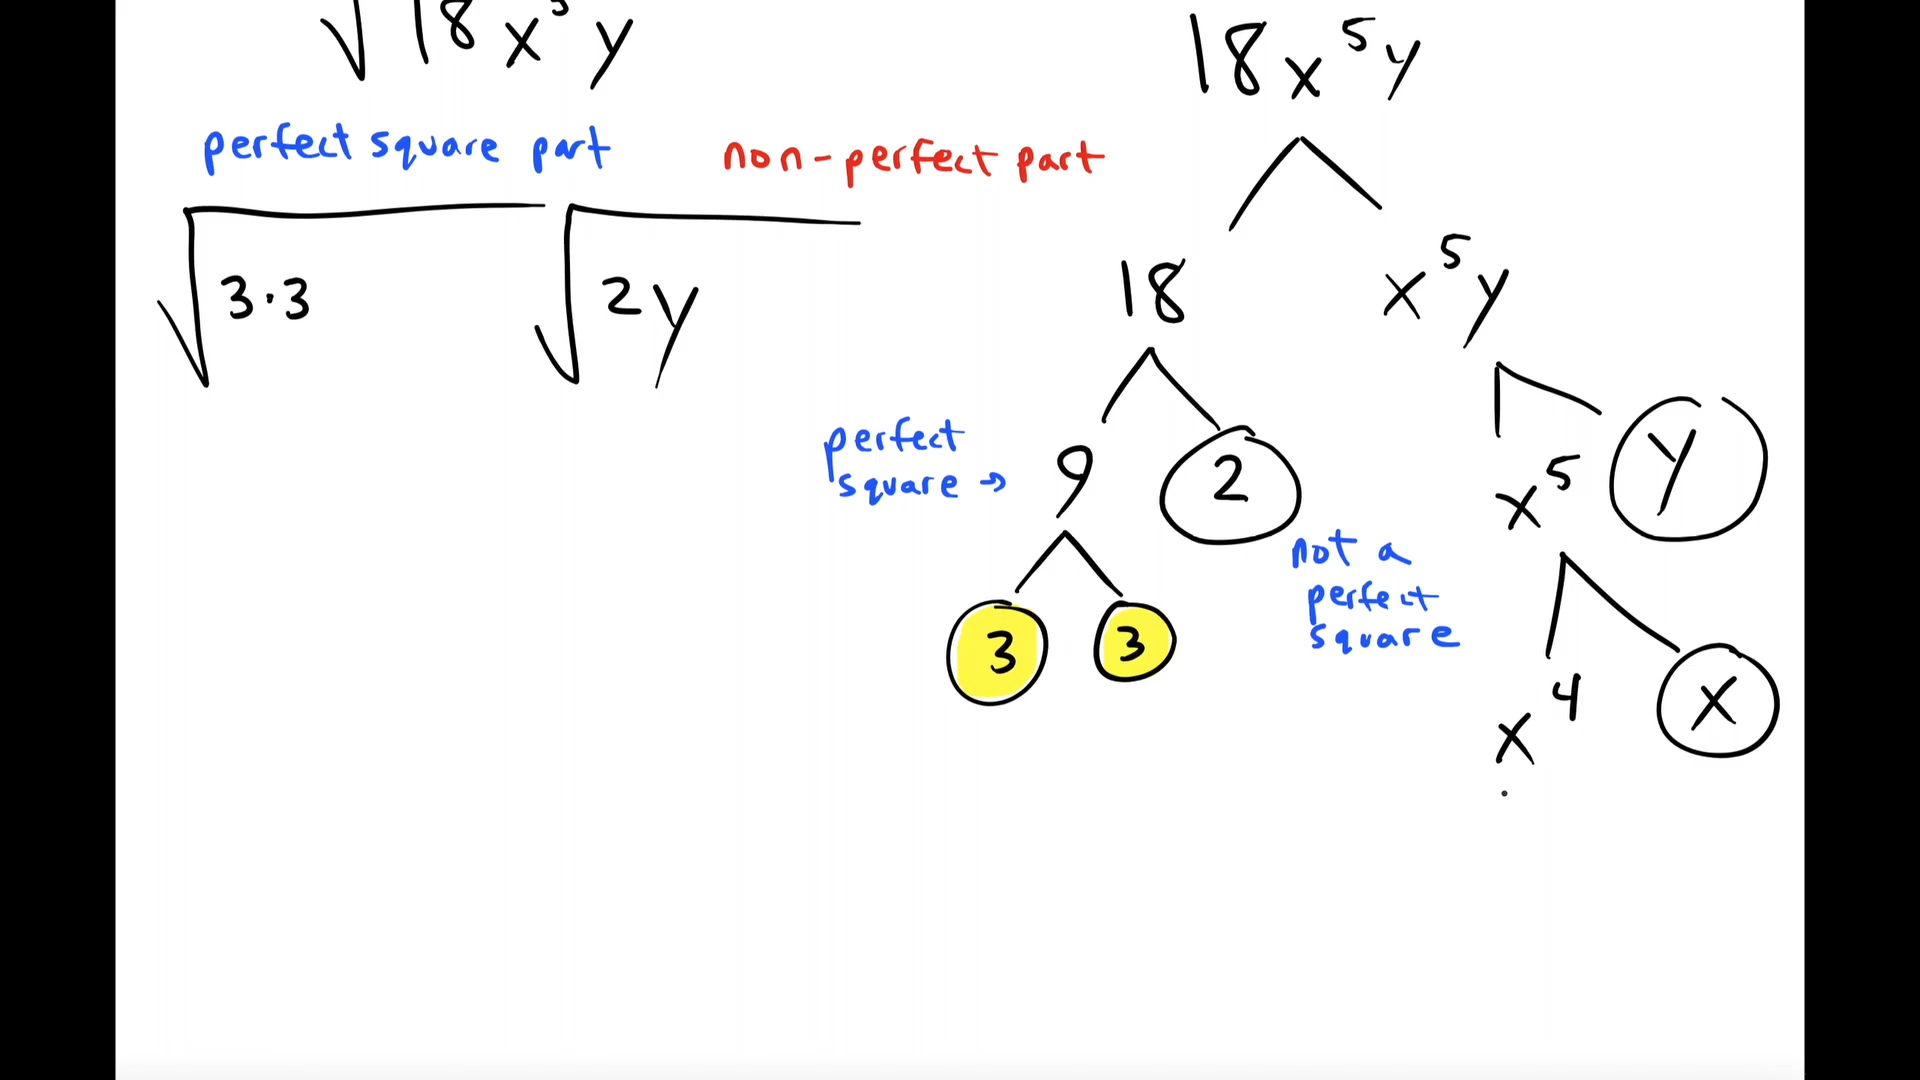 √18x⁵y
perfect square part
non-perfect part
√3·3 √2y
18x⁵y
18 x⁵y
perfect
square → 9 2
x⁵ y
3 3
not a
perfect
square
x⁴ x